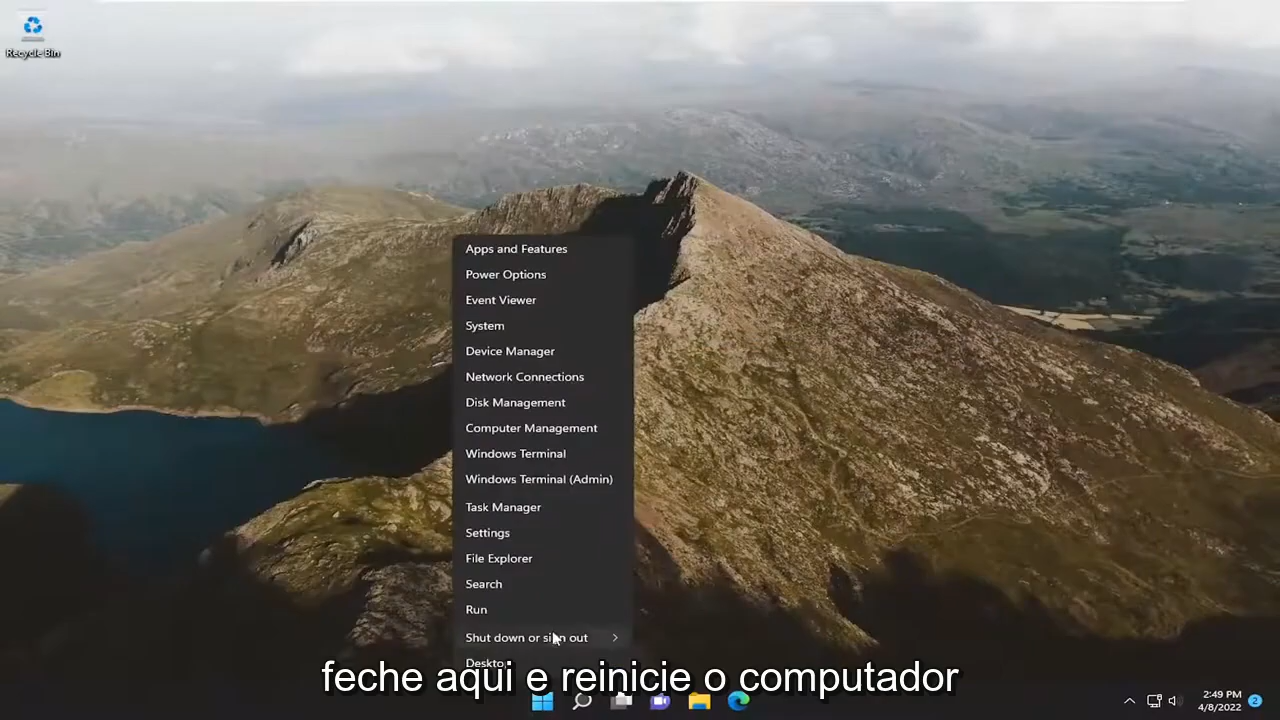 Recycle Bin
Apps and Features
Power Options
Event Viewer
System
Device Manager
Network Connections
Disk Management
Computer Management
Windows Terminal
Windows Terminal (Admin)
Task Manager
Settings
File Explorer
Search
Run
Shut down or sign out
Desktop
feche aqui e reinicie o computador
2:49 PM
4/8/2022
2